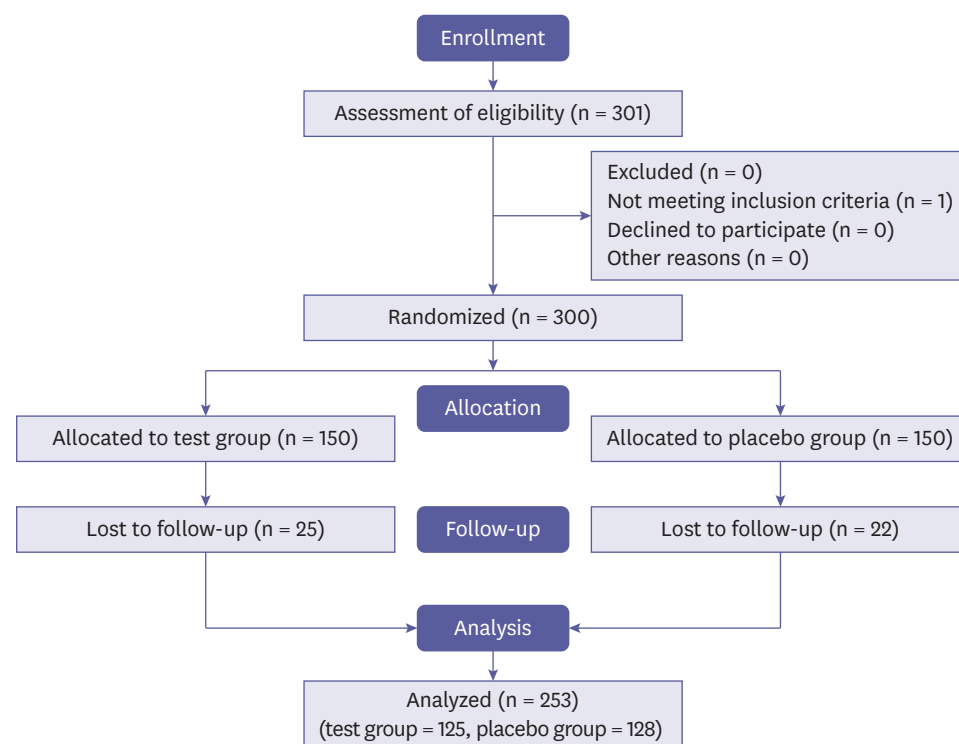 Enrollment
Assessment of eligibility (n = 301)
Excluded (n = 0)
Not meeting inclusion criteria (n = 1)
Declined to participate (n = 0)
Other reasons (n = 0)
Randomized (n = 300)
Allocation
Allocated to test group (n = 150)
Allocated to placebo group (n = 150)
Lost to follow-up (n = 25)
Follow-up
Lost to follow-up (n = 22)
Analysis
Analyzed (n = 253)
(test group = 125, placebo group = 128)